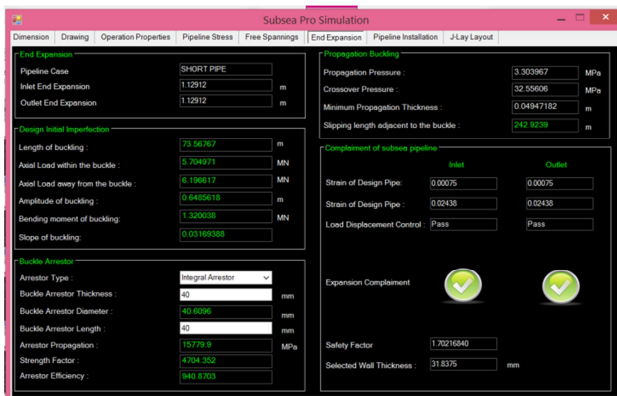 Subsea Pro Simulation
Dimension Drawing Operation Properties Pipeline Stress Free Spannings End Expansion Pipeline Installation J-Lay Layout
End Expansion
Pipeline Case SHORT PIPE
Inlet End Expansion 1.12912 m
Outlet End Expansion 1.12912 m
Design Initial Imperfection
Length of buckling : 73.56767 m
Axial Load within the buckle : 5.704971 MN
Axial Load away from the buckle : 6.196617 MN
Amplitude of buckling : 0.6485618 m
Bending moment of buckling: 1.320038 MN
Slope of buckling: 0.03169388
Buckle Arrestor
Arrestor Type : Integral Arrestor
Buckle Arrestor Thickness : 40 mm
Buckle Arrestor Diameter : 40.6096 mm
Buckle Arrestor Length : 40 mm
Arrestor Propagation : 15779.9 MPa
Strength Factor : 4704.352
Arrestor Efficiency : 940.8703
Propagation Buckling
Propagation Pressure : 3.303967 MPa
Crossover Pressure : 32.55606 MPa
Minimum Propagation Thickness : 0.04947182 m
Slipping length adjacent to the buckle : 242.9239 m
Complaiment of subsea pipeline
Inlet Outlet
Strain of Design Pipe: 0.00075 0.00075
Strain of Design Pipe : 0.02438 0.02438
Load Displacement Control : Pass Pass
Expansion Complaiment
Safety Factor 1.70216840
Selected Wall Thickness : 31.8375 mm